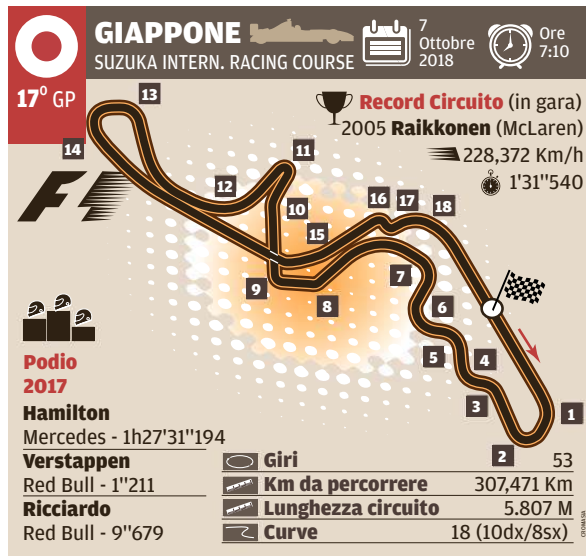 GIAPPONE
SUZUKA INTERN. RACING COURSE
7
Ottobre
2018
Ore
7:10
17° GP
Record Circuito (in gara)
2005 Raikkonen (McLaren)
228,372 Km/h
1'31"540
13
14
11
12
10
15
16
17
18
9
8
7
6
5
4
3
2
1
F1
Podio
2017
Hamilton
Mercedes - 1h27'31"194
Verstappen
Red Bull - 1"211
Ricciardo
Red Bull - 9"679
Giri 53
Km da percorrere 307,471 Km
Lunghezza circuito 5.807 M
Curve 18 (10dx/8sx)